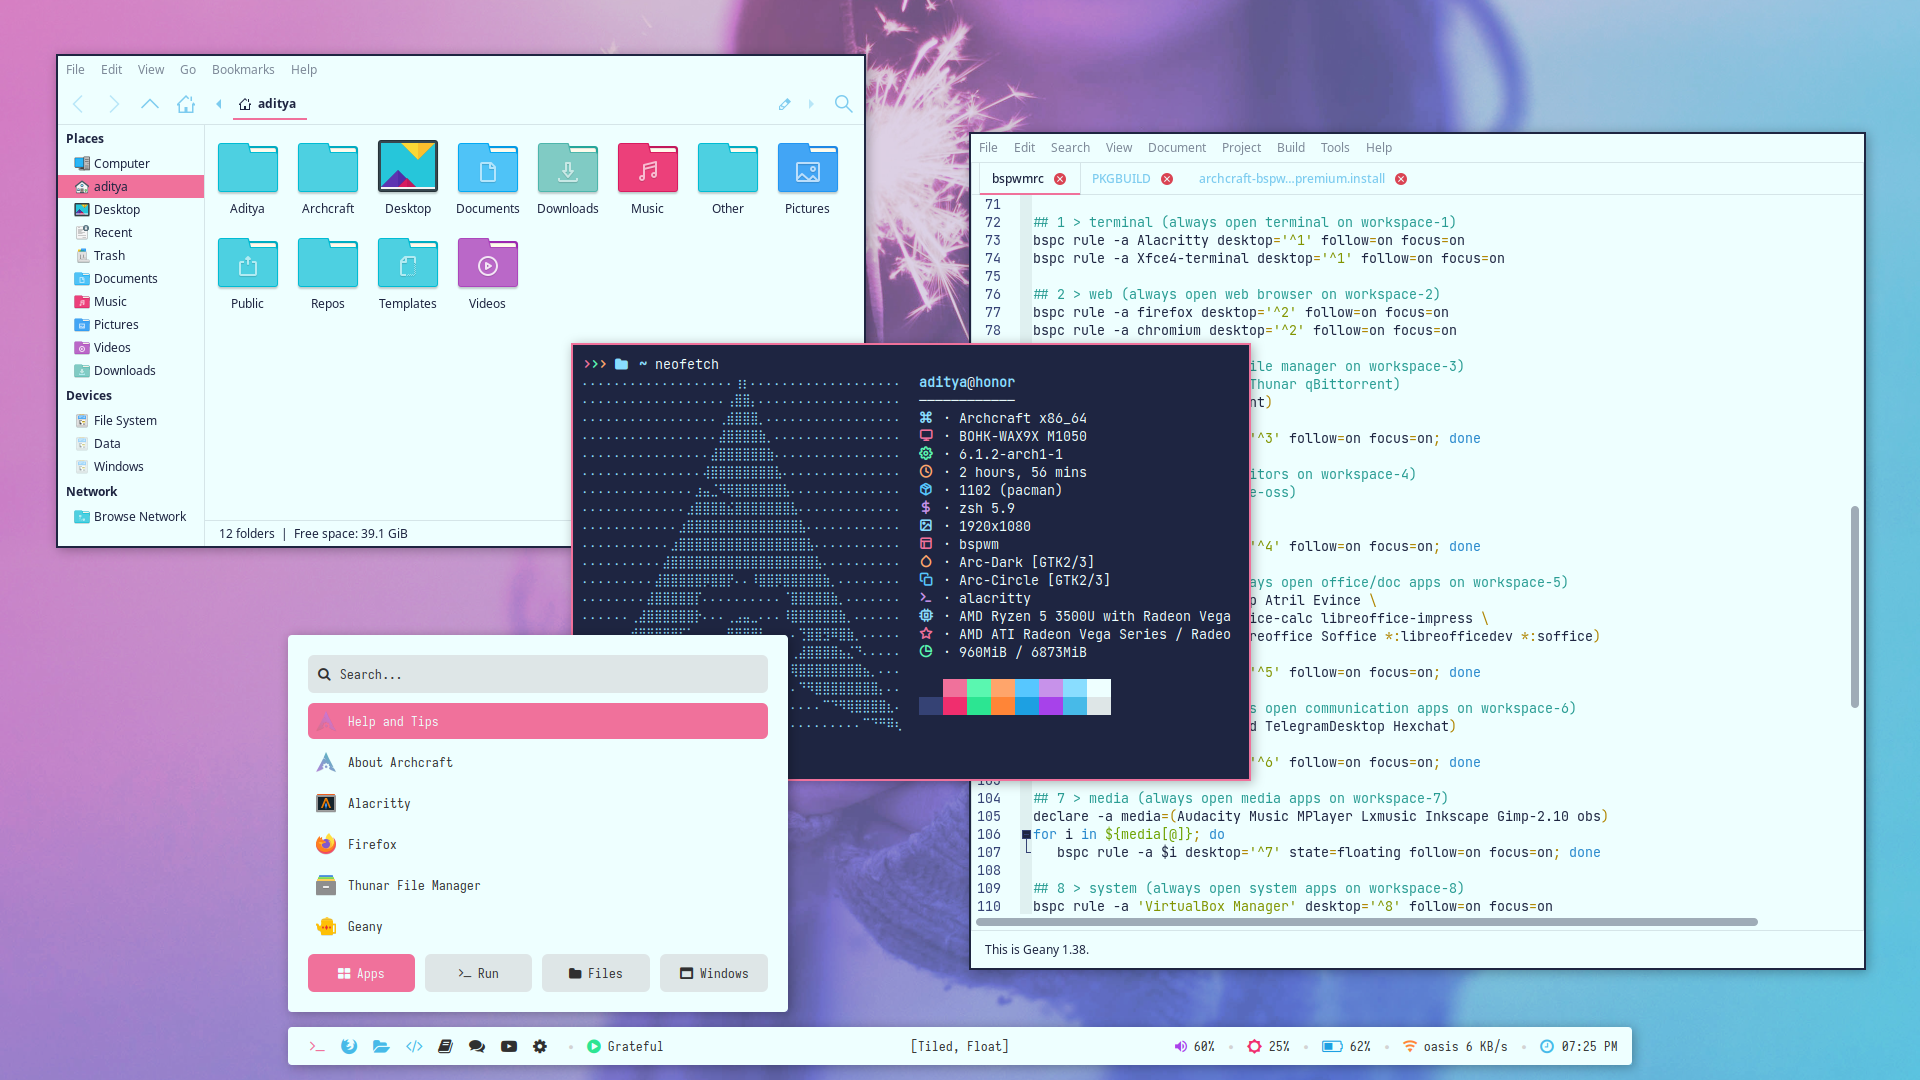 File Edit View Go Bookmarks Help
aditya
Places
Computer
aditya
Desktop
Recent
Trash
Documents
Music
Pictures
Videos
Downloads
Devices
File System
Data
Windows
Network
Browse Network
Aditya Archcraft Desktop Documents Downloads Music Other Pictures
Public Repos Templates Videos
12 folders | Free space: 39.1 GiB
File Edit Search View Document Project Build Tools Help
bspwmrc PKGBUILD archcraft-bspw...premium.install
71
72 ## 1 > terminal (always open terminal on workspace-1)
73 bspc rule -a Alacritty desktop='^1' follow=on focus=on
74 bspc rule -a Xfce4-terminal desktop='^1' follow=on focus=on
75
76 ## 2 > web (always open web browser on workspace-2)
77 bspc rule -a firefox desktop='^2' follow=on focus=on
78 bspc rule -a chromium desktop='^2' follow=on focus=on
ile manager on workspace-3)
Thunar qBittorrent)
nt)
'^3' follow=on focus=on; done
itors on workspace-4)
e-oss)
'^4' follow=on focus=on; done
ays open office/doc apps on workspace-5)
p Atril Evince \
ice-calc libreoffice-impress \
reoffice Soffice *:libreofficedev *:soffice)
'^5' follow=on focus=on; done
s open communication apps on workspace-6)
d TelegramDesktop Hexchat)
'^6' follow=on focus=on; done
103
104 ## 7 > media (always open media apps on workspace-7)
105 declare -a media=(Audacity Music MPlayer Lxmusic Inkscape Gimp-2.10 obs)
106 for i in ${media[@]}; do
107 bspc rule -a $i desktop='^7' state=floating follow=on focus=on; done
108
109 ## 8 > system (always open system apps on workspace-8)
110 bspc rule -a 'VirtualBox Manager' desktop='^8' follow=on focus=on
This is Geany 1.38.
>>> ~ neofetch
aditya@honor
Archcraft x86_64
BOHK-WAX9X M1050
6.1.2-arch1-1
2 hours, 56 mins
1102 (pacman)
zsh 5.9
1920x1080
bspwm
Arc-Dark [GTK2/3]
Arc-Circle [GTK2/3]
alacritty
AMD Ryzen 5 3500U with Radeon Vega
AMD ATI Radeon Vega Series / Radeo
960MiB / 6873MiB
Search...
Help and Tips
About Archcraft
Alacritty
Firefox
Thunar File Manager
Geany
Apps Run Files Windows
Grateful [Tiled, Float] 60% 25% 62% oasis 6 KB/s 07:25 PM